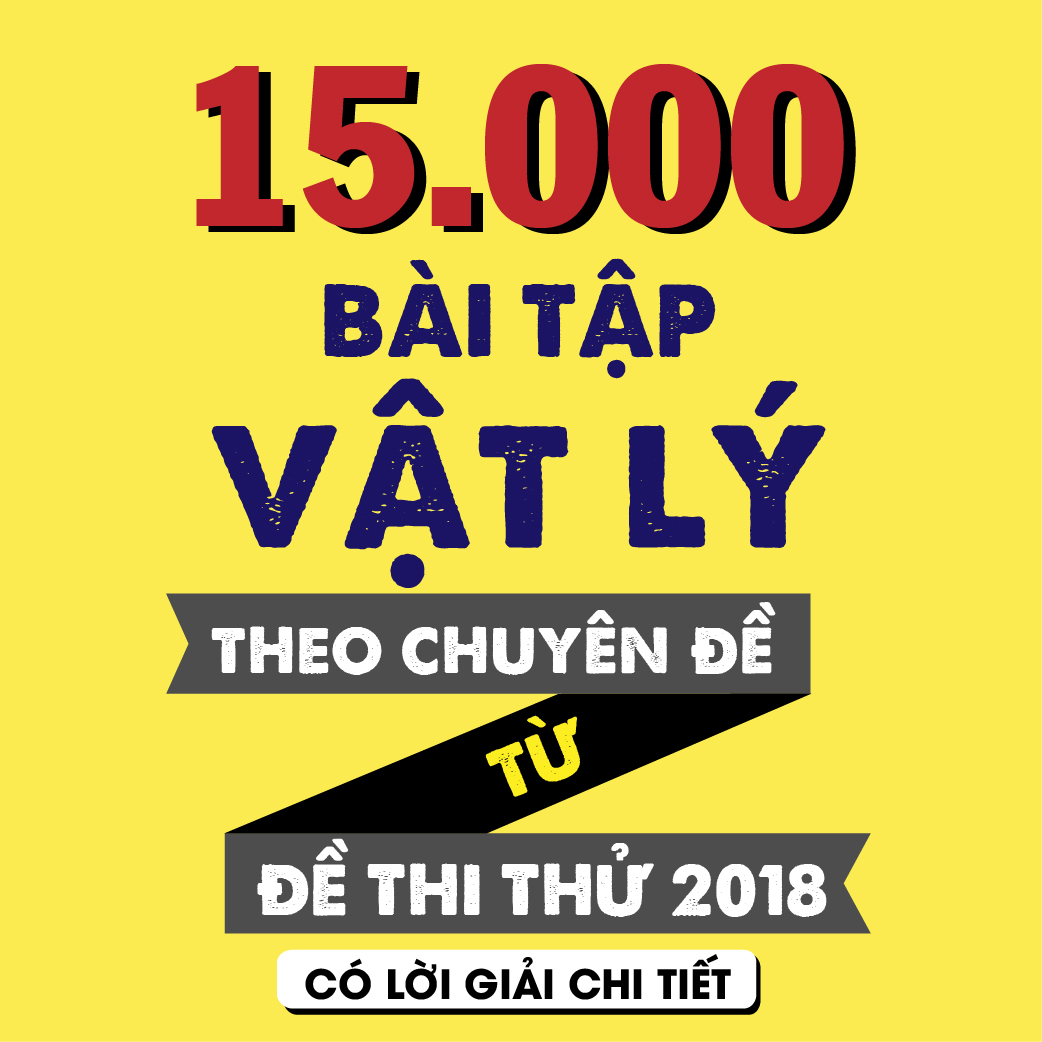 15.000
BÀI TẬP
VẬT LÝ
THEO CHUYÊN ĐỀ
TỪ
ĐỀ THI THỬ 2018
CÓ LỜI GIẢI CHI TIẾT